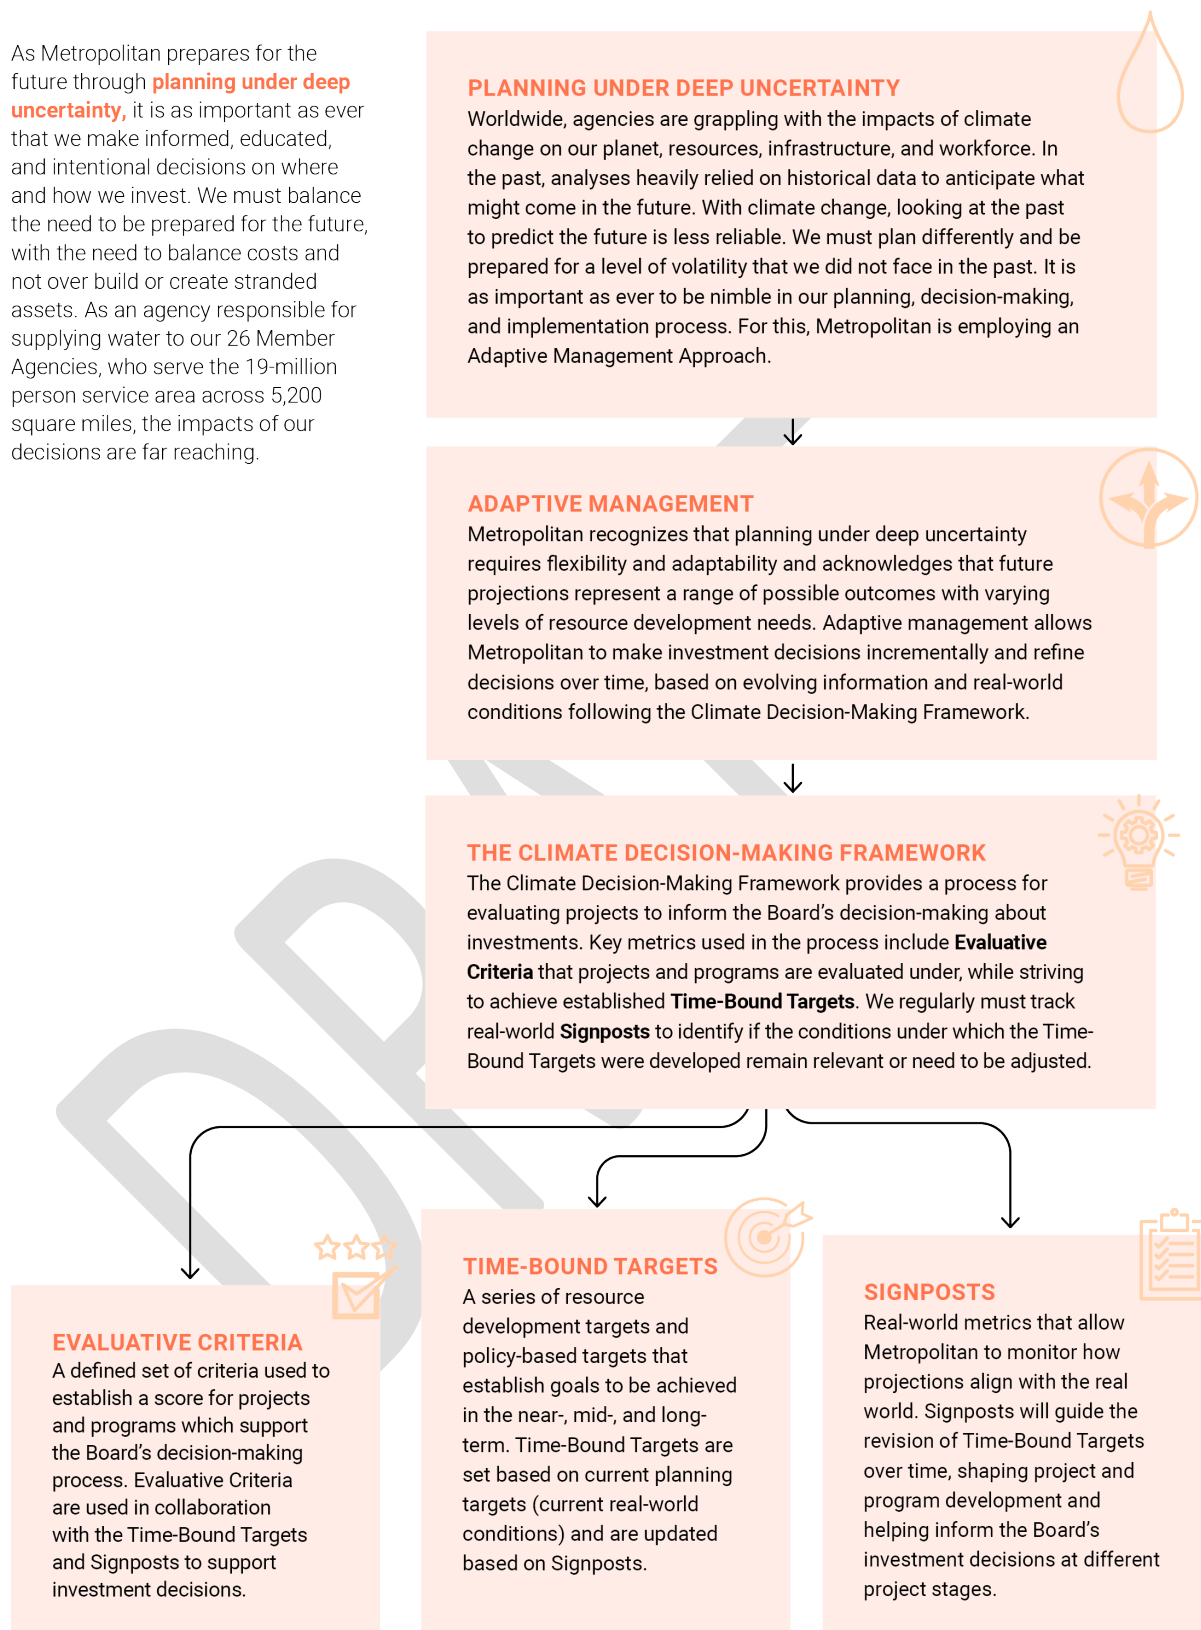 As Metropolitan prepares for the
future through planning under deep
uncertainty, it is as important as ever
that we make informed, educated,
and intentional decisions on where
and how we invest. We must balance
the need to be prepared for the future,
with the need to balance costs and
not over build or create stranded
assets. As an agency responsible for
supplying water to our 26 Member
Agencies, who serve the 19-million
person service area across 5,200
square miles, the impacts of our
decisions are far reaching.
PLANNING UNDER DEEP UNCERTAINTY
Worldwide, agencies are grappling with the impacts of climate
change on our planet, resources, infrastructure, and workforce. In
the past, analyses heavily relied on historical data to anticipate what
might come in the future. With climate change, looking at the past
to predict the future is less reliable. We must plan differently and be
prepared for a level of volatility that we did not face in the past. It is
as important as ever to be nimble in our planning, decision-making,
and implementation process. For this, Metropolitan is employing an
Adaptive Management Approach.
ADAPTIVE MANAGEMENT
Metropolitan recognizes that planning under deep uncertainty
requires flexibility and adaptability and acknowledges that future
projections represent a range of possible outcomes with varying
levels of resource development needs. Adaptive management allows
Metropolitan to make investment decisions incrementally and refine
decisions over time, based on evolving information and real-world
conditions following the Climate Decision-Making Framework.
THE CLIMATE DECISION-MAKING FRAMEWORK
The Climate Decision-Making Framework provides a process for
evaluating projects to inform the Board's decision-making about
investments. Key metrics used in the process include Evaluative
Criteria that projects and programs are evaluated under, while striving
to achieve established Time-Bound Targets. We regularly must track
real-world Signposts to identify if the conditions under which the Time-
Bound Targets were developed remain relevant or need to be adjusted.
EVALUATIVE CRITERIA
A defined set of criteria used to
establish a score for projects
and programs which support
the Board's decision-making
process. Evaluative Criteria
are used in collaboration
with the Time-Bound Targets
and Signposts to support
investment decisions.
TIME-BOUND TARGETS
A series of resource
development targets and
policy-based targets that
establish goals to be achieved
in the near-, mid-, and long-
term. Time-Bound Targets are
set based on current planning
targets (current real-world
conditions) and are updated
based on Signposts.
SIGNPOSTS
Real-world metrics that allow
Metropolitan to monitor how
projections align with the real
world. Signposts will guide the
revision of Time-Bound Targets
over time, shaping project and
program development and
helping inform the Board's
investment decisions at different
project stages.